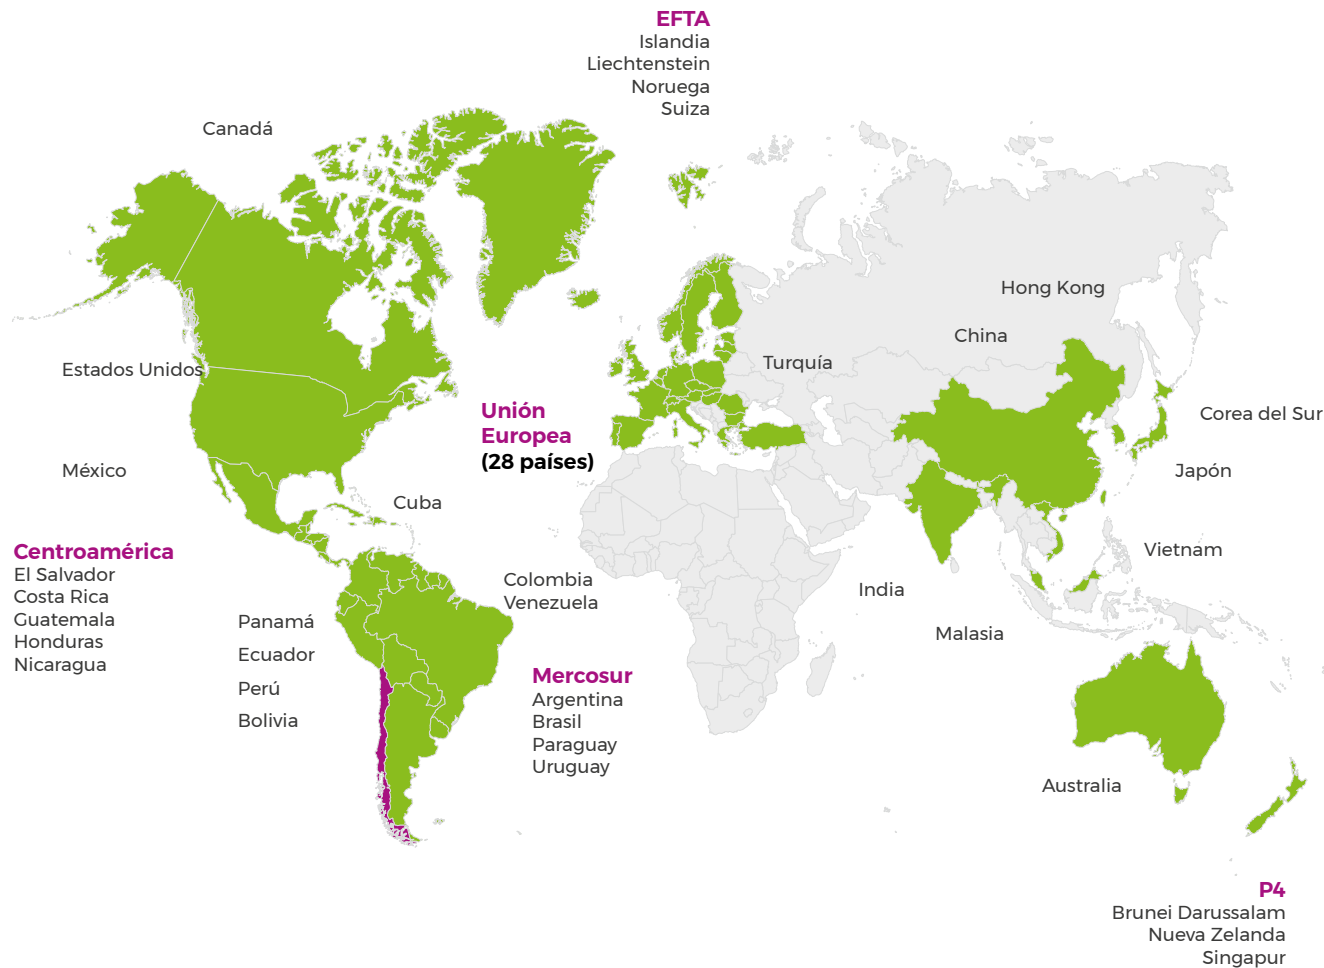 EFTA
Islandia
Liechtenstein
Noruega
Suiza
Canadá
Hong Kong
China
Turquía
Estados Unidos
Unión
Europea
(28 países)
Corea del Sur
México
Japón
Cuba
Centroamérica
El Salvador
Costa Rica
Guatemala
Honduras
Nicaragua
Vietnam
Colombia
Venezuela
India
Panamá
Ecuador
Perú
Bolivia
Malasia
Mercosur
Argentina
Brasil
Paraguay
Uruguay
Australia
P4
Brunei Darussalam
Nueva Zelanda
Singapur